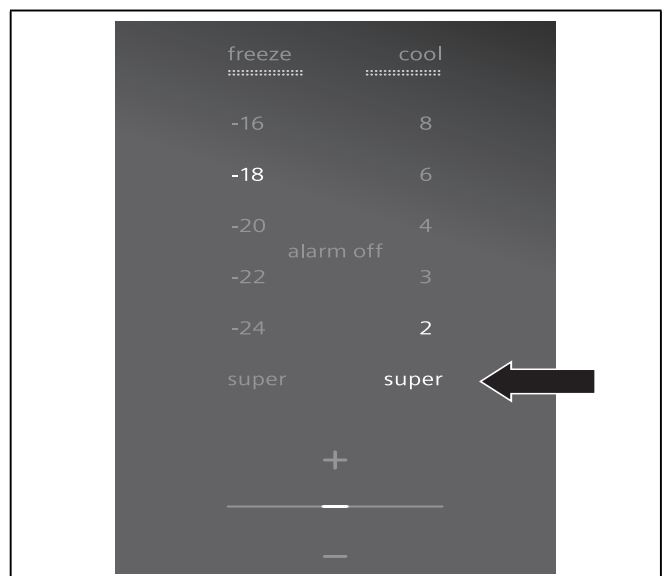 freeze cool
-16 8
-18 6
-20 4
alarm off
-22 3
-24 2
super super
+
—